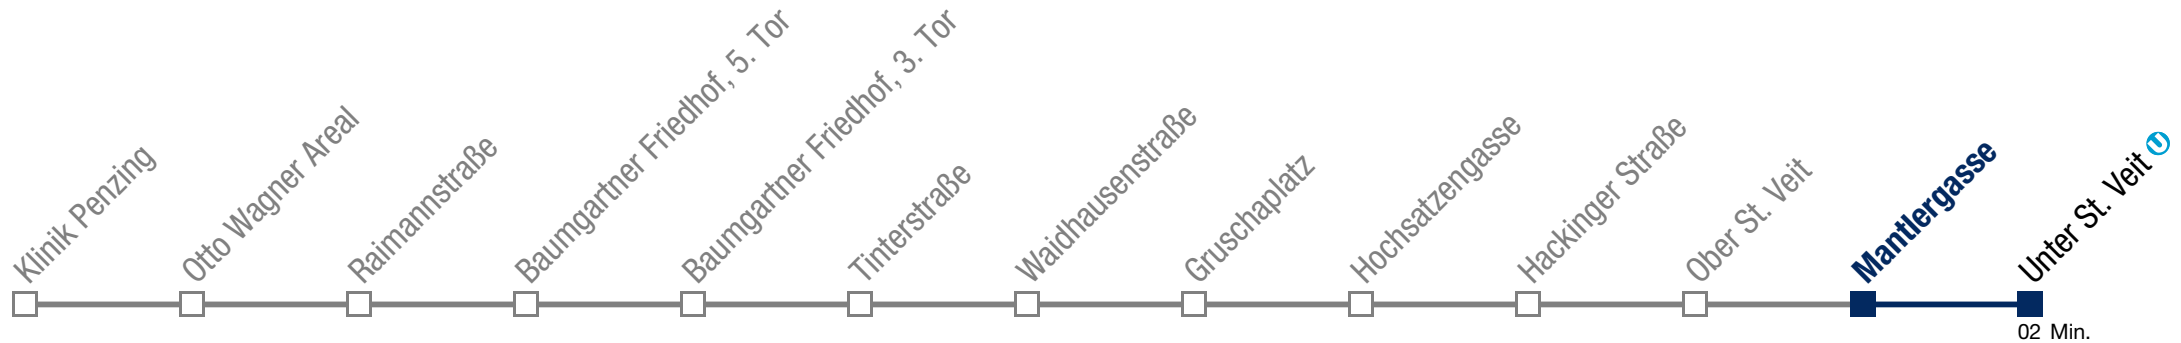 Klinik Penzing
Otto Wagner Areal
Raimannstraße
Baumgartner Friedhof, 5. Tor
Baumgartner Friedhof, 3. Tor
Tinterstraße
Waidhausenstraße
Gruschaplatz
Hochsatzengasse
Hackinger Straße
Ober St. Veit
Mantlergasse
Unter St. Veit U
02 Min.